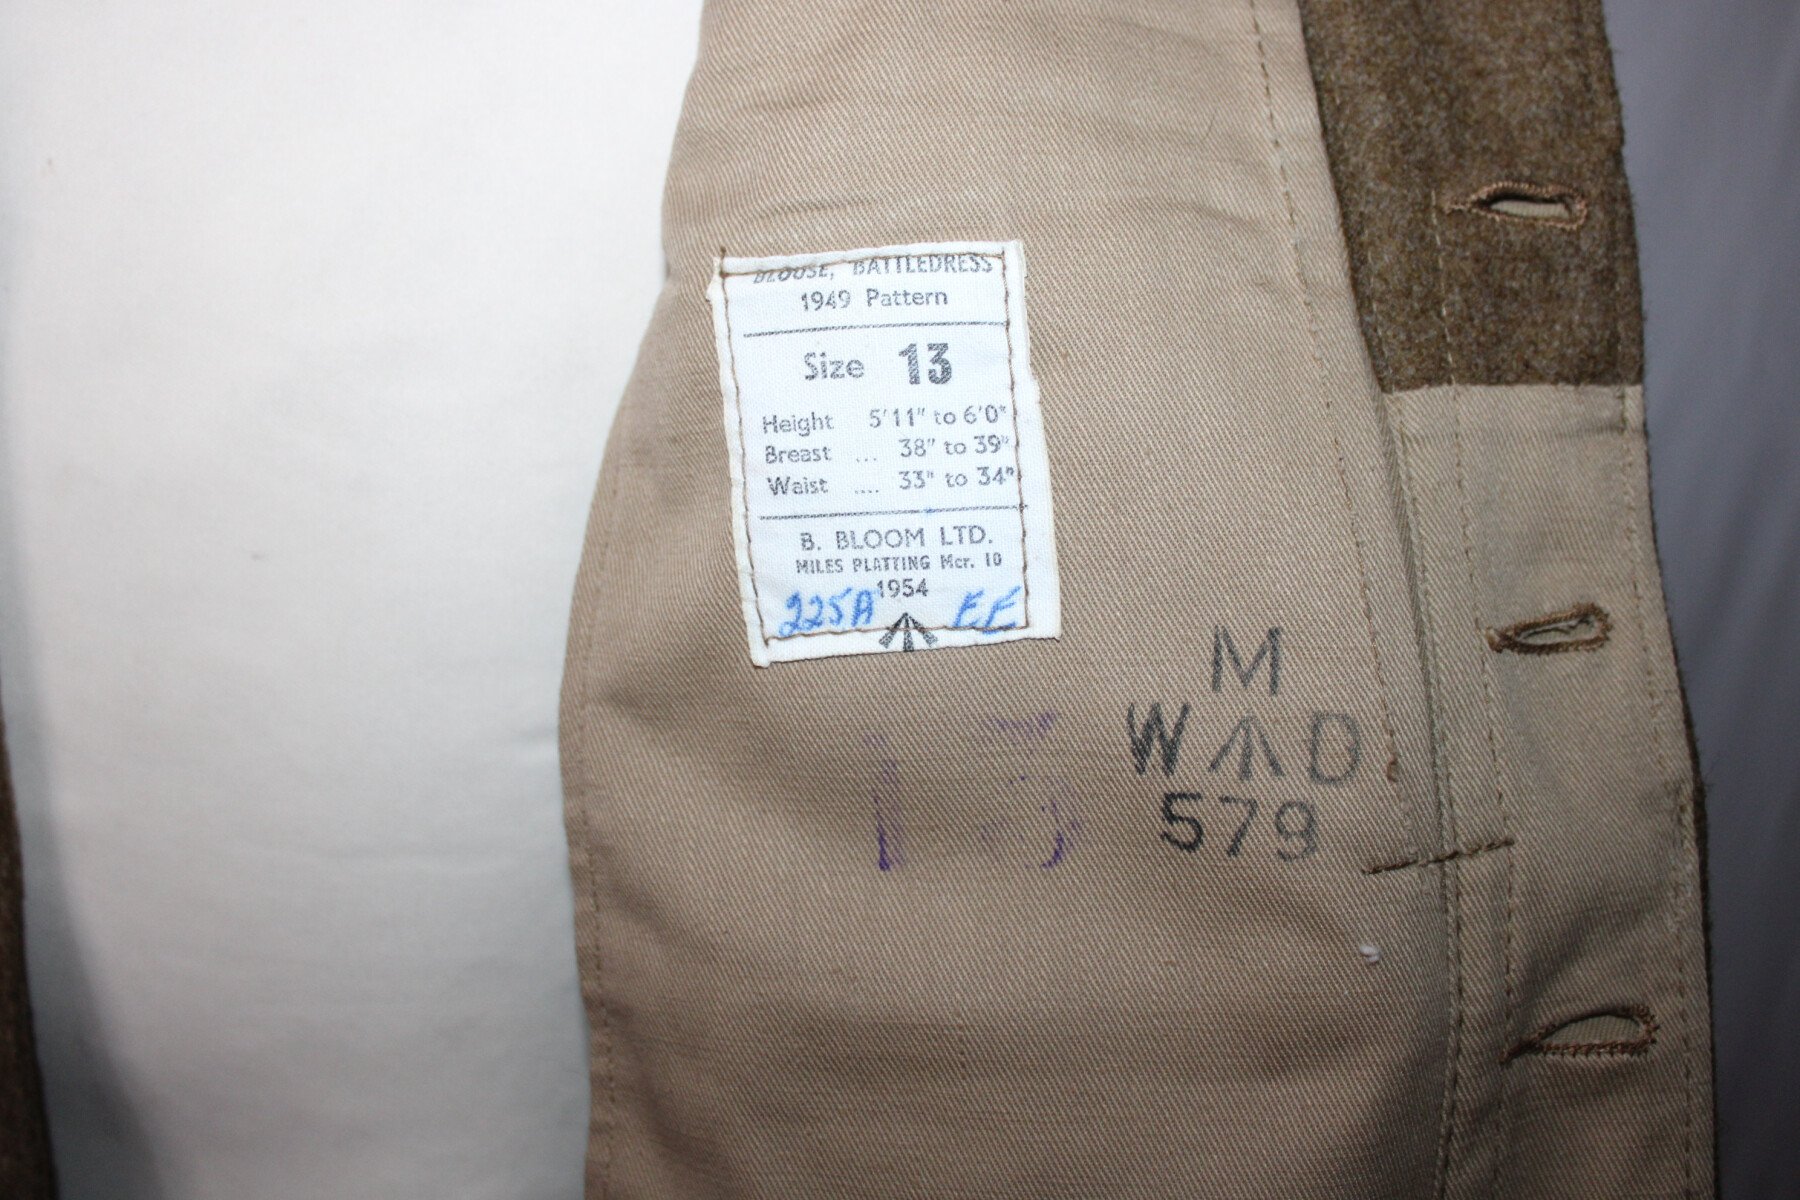 BLOUSE, BATTLEDRESS
1949 Pattern
Size 13
Height 5'11" to 6'0"
Breast ... 38" to 39"
Waist .... 33" to 34"
B. BLOOM LTD.
MILES PLATTING Mcr. 10
1954
225A EE
M
W D
579
13